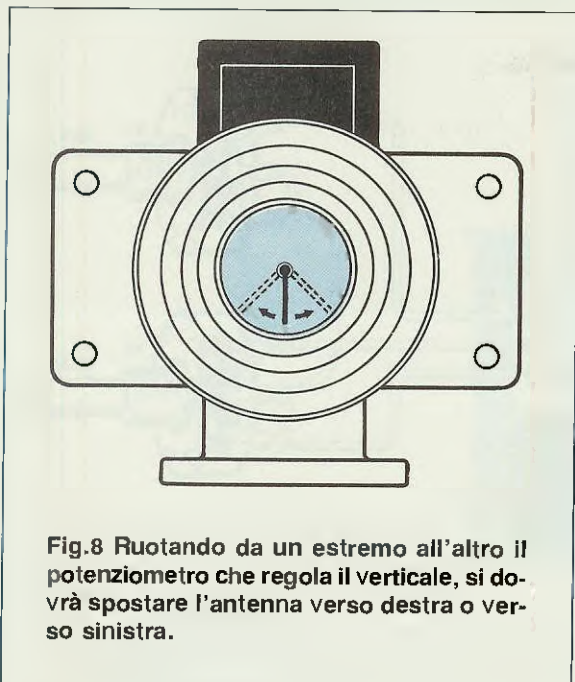 Fig.8 Ruotando da un estremo all'altro il
potenziometro che regola il verticale, si do-
vrà spostare l'antenna verso destra o ver-
so sinistra.